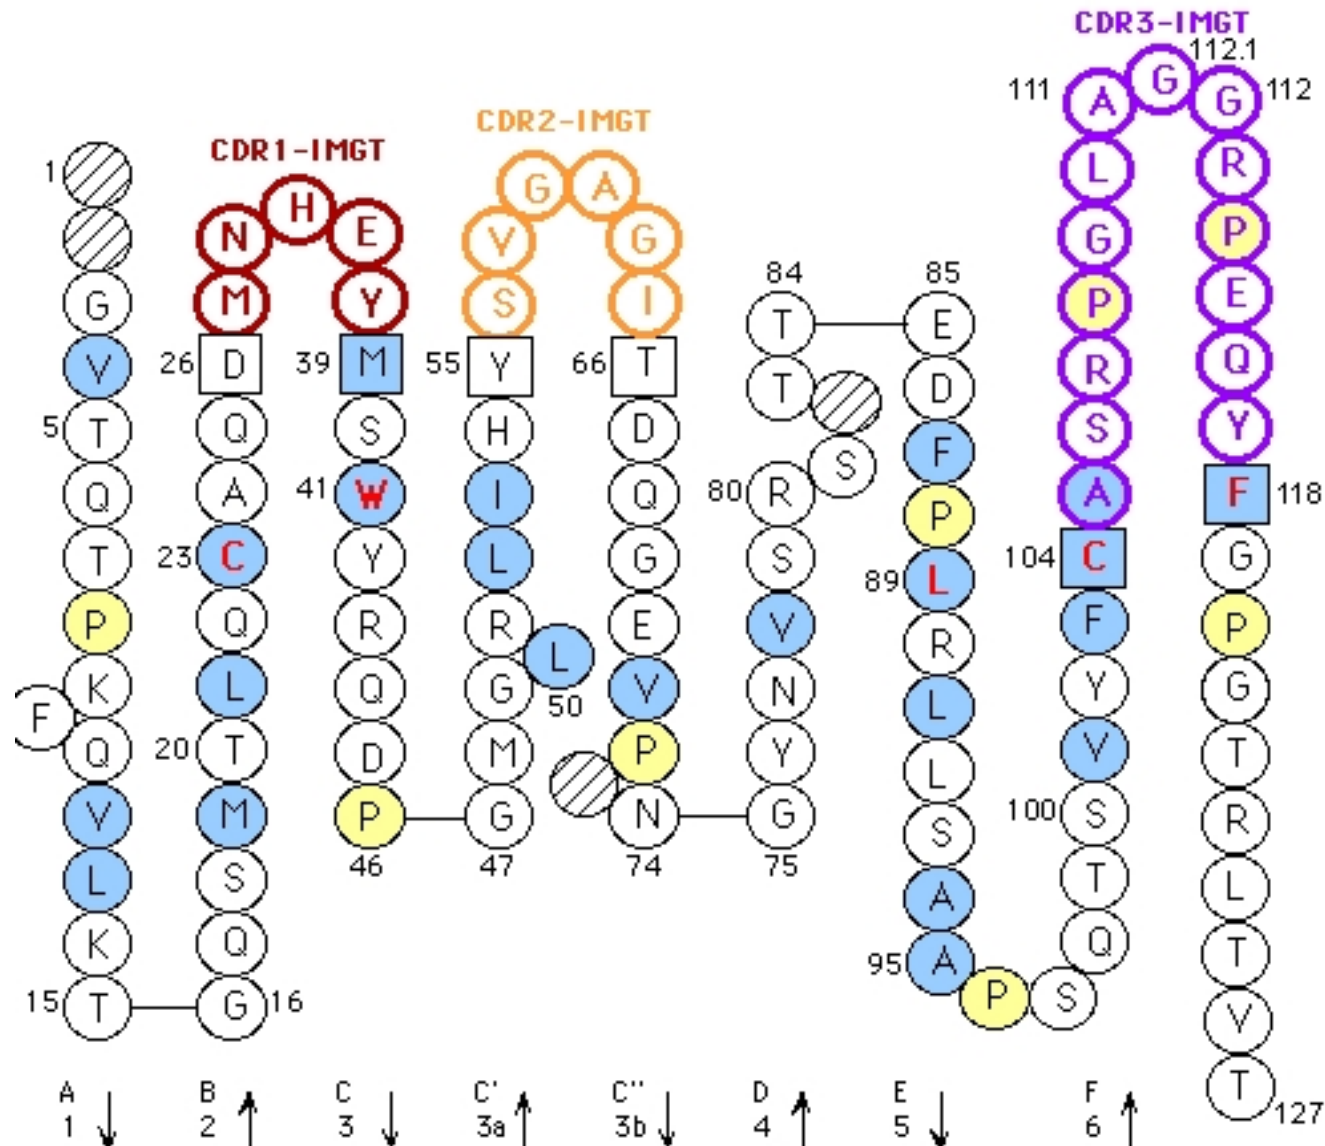 CDR3-IMGT
112.1
111 A G G 112
CDR2-IMGT
CDR1-IMGT
1
N H E
V G A G
L R
G P
M Y
S I
P E
G
84 85
T E
V
26 D
39 M
55 Y
66 T
T D
R Q
5 T
Q
S
H
D
F
S Y
Q
A
41 W
I
Q
80 R
S
P
A
F 118
T
23 C
Y
L
G
S
89 L
104 C
G
P
Q
R
R
L
E
V
R
F
P
K
L
Q
G
50
V
N
L
Y
G
F
Q
20 T
D
M
P
Y
L
V
T
V
M
P
G
N
G
S
100 S
R
46 47 74 75
L
S
A
T
L
K
Q
95 A
Q
T
15 T
G 16
P S
V
T 127
A B C C' C'' D E F
1 2 3 3a 3b 4 5 6